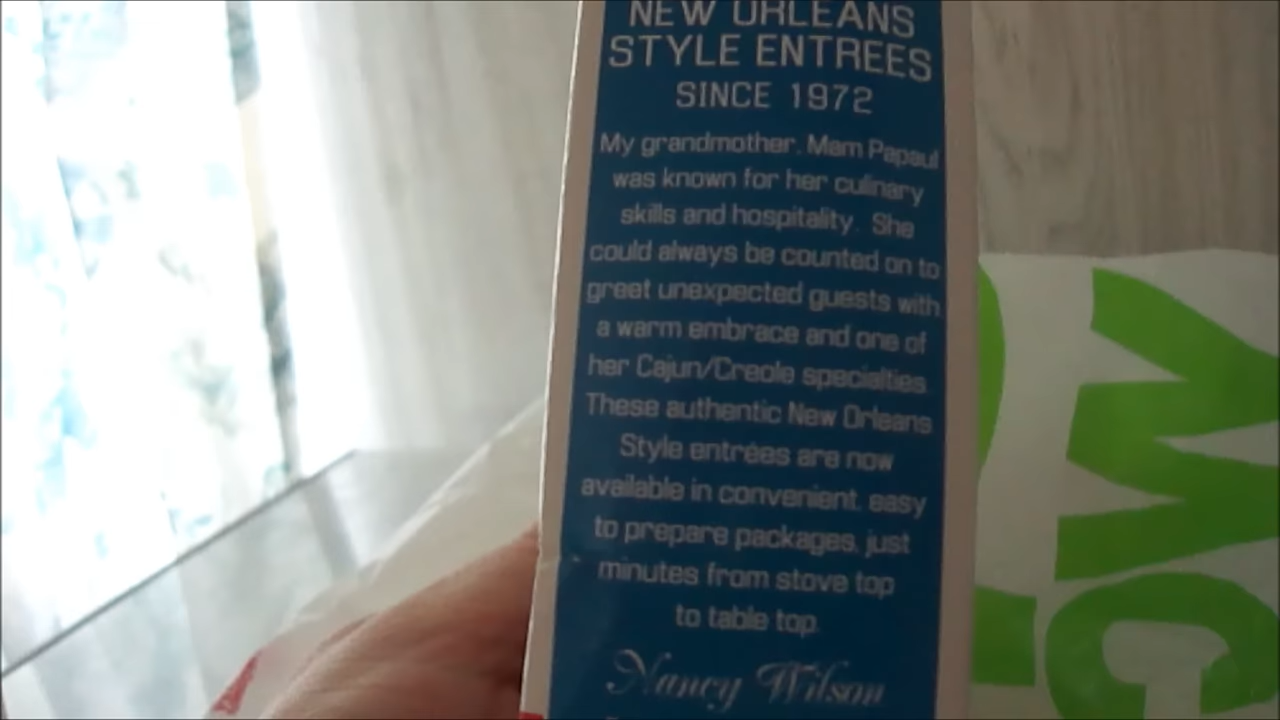 NEW ORLEANS
STYLE ENTREES
SINCE 1972
My grandmother, Mam Papaul
was known for her culinary
skills and hospitality. She
could always be counted on to
greet unexpected guests with
a warm embrace and one of
her Cajun/Creole specialties.
These authentic New Orleans
Style entrées are now
available in convenient, easy
to prepare packages, just
minutes from stove top
to table top.
Nancy Wilson